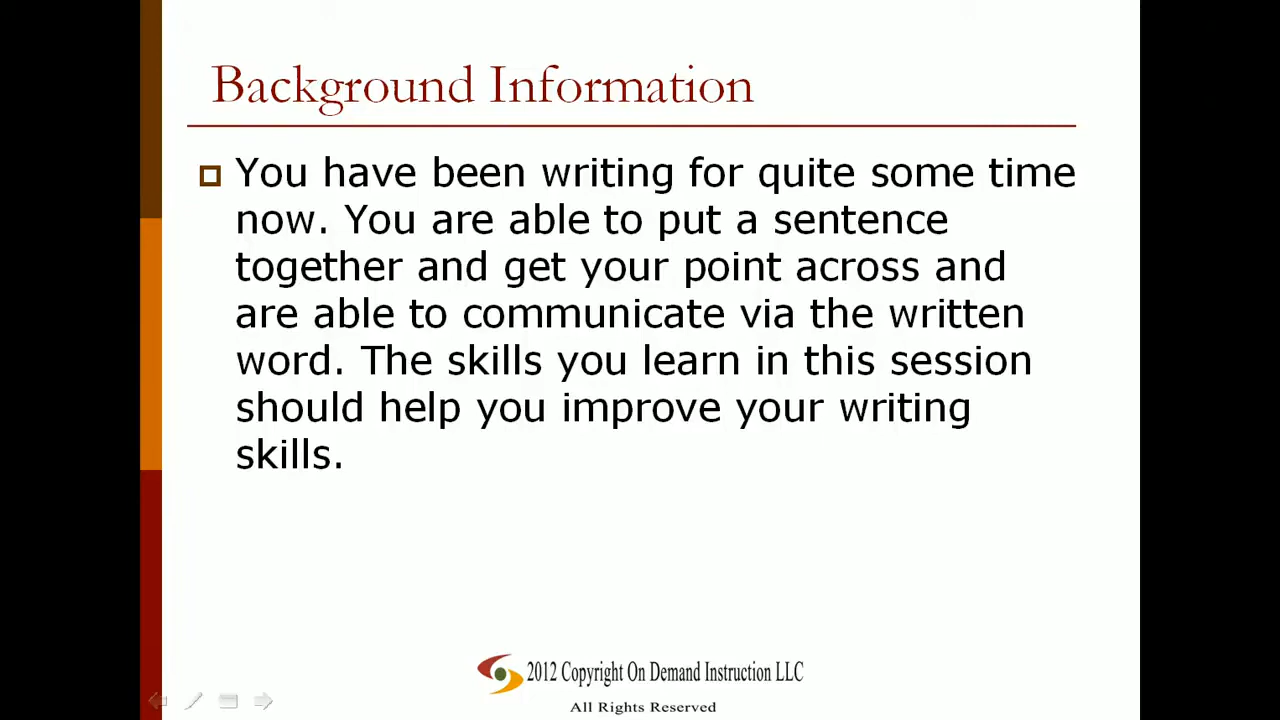 Background Information
You have been writing for quite some time
now. You are able to put a sentence
together and get your point across and
are able to communicate via the written
word. The skills you learn in this session
should help you improve your writing
skills.
2012 Copyright On Demand Instruction LLC
All Rights Reserved